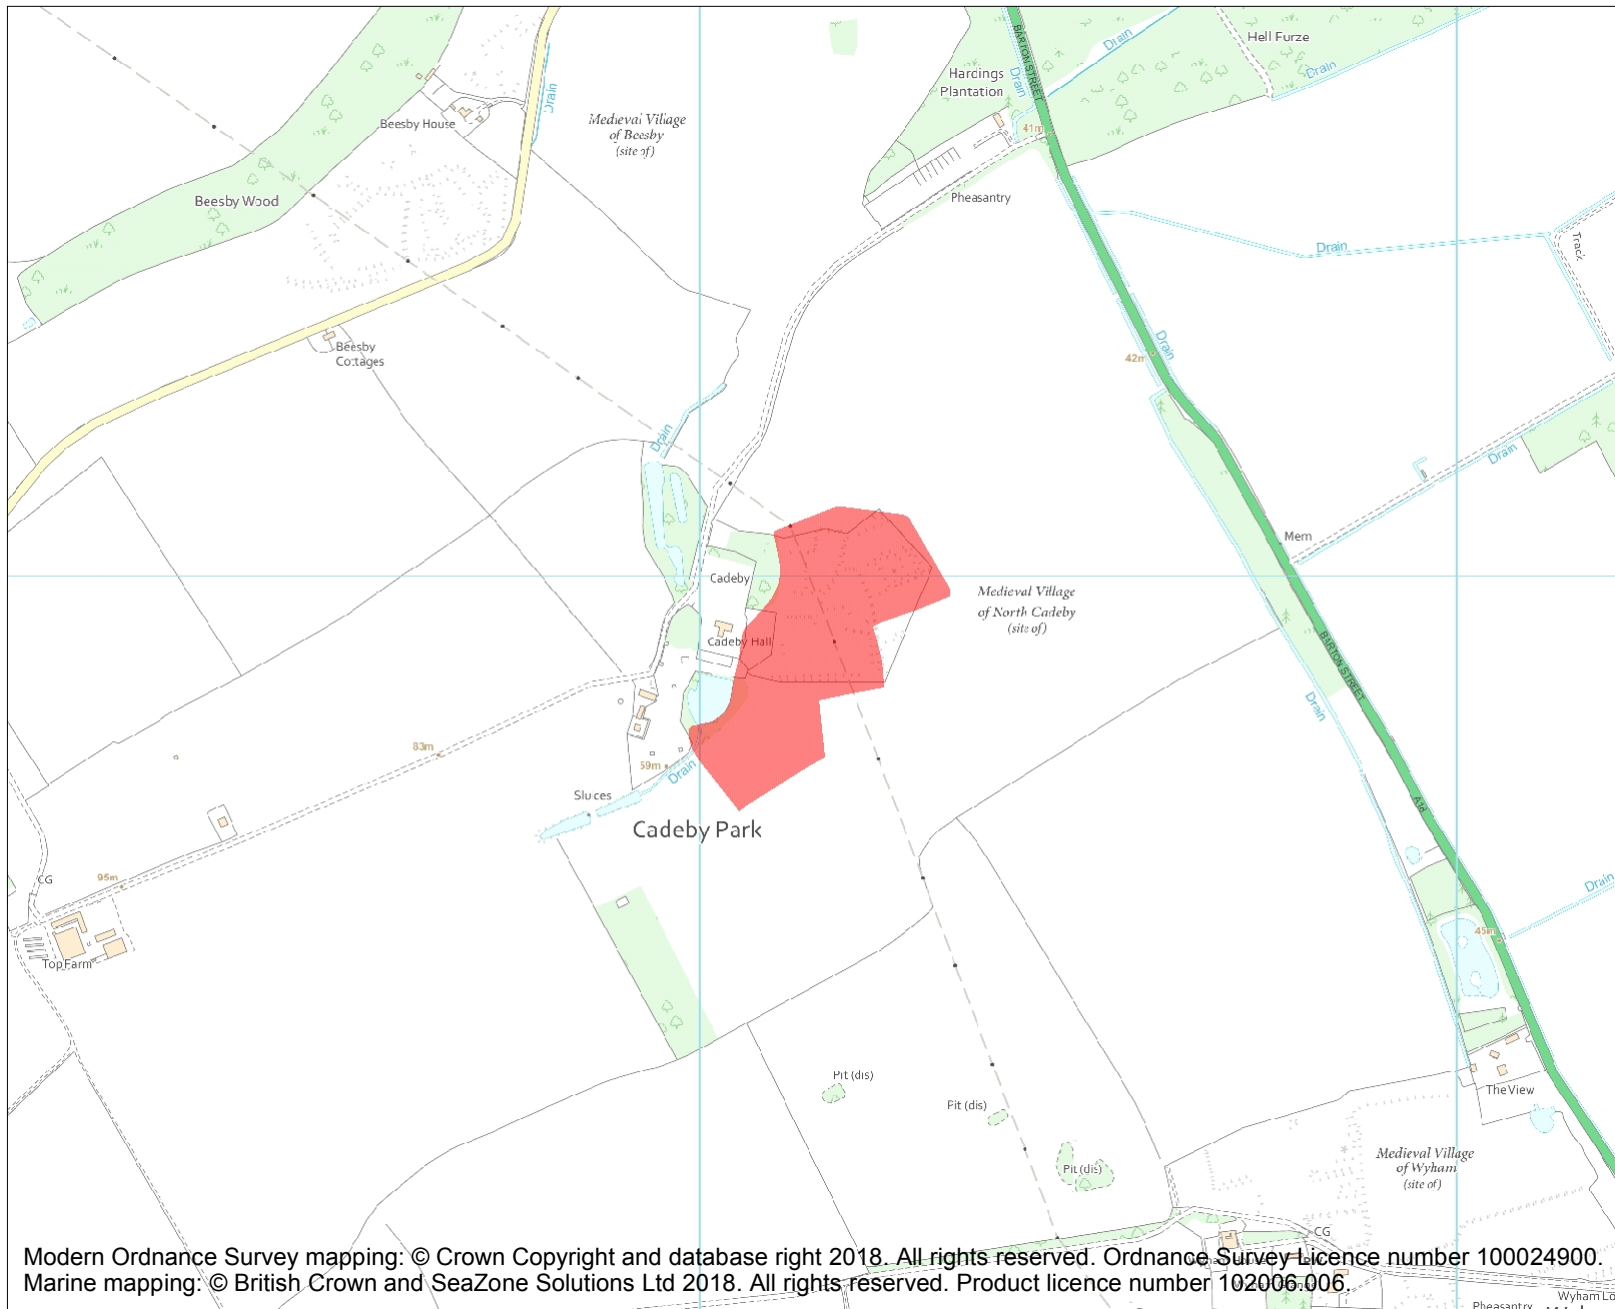 BARTON STREET
Drain
Hell Furze
Drain
Hardings
Plantation
Drain
Drain
Medieval Village
of Beesby
(site of)
Beesby House
41m
Pheasantry
Beesby Wood
Drain
Track
Beesby
Cottages
Drain
42m
Drain
Drain
Mem
Cadeby
Medieval Village
of North Cadeby
(site of)
Cadeby Hall
BARTON STREET
Drain
83m
59m
Drain
Sluices
Cadeby Park
A18
CG
95m
Drain
45m
Top Farm
Pit (dis)
Pit (dis)
The View
Pit (dis)
Medieval Village
of Wyham
(site of)
CG
Modern Ordnance Survey mapping: © Crown Copyright and database right 2018. All rights reserved. Ordnance Survey Licence number 100024900.
Marine mapping: © British Crown and SeaZone Solutions Ltd 2018. All rights reserved. Product licence number 102006.006.
Pheasantry